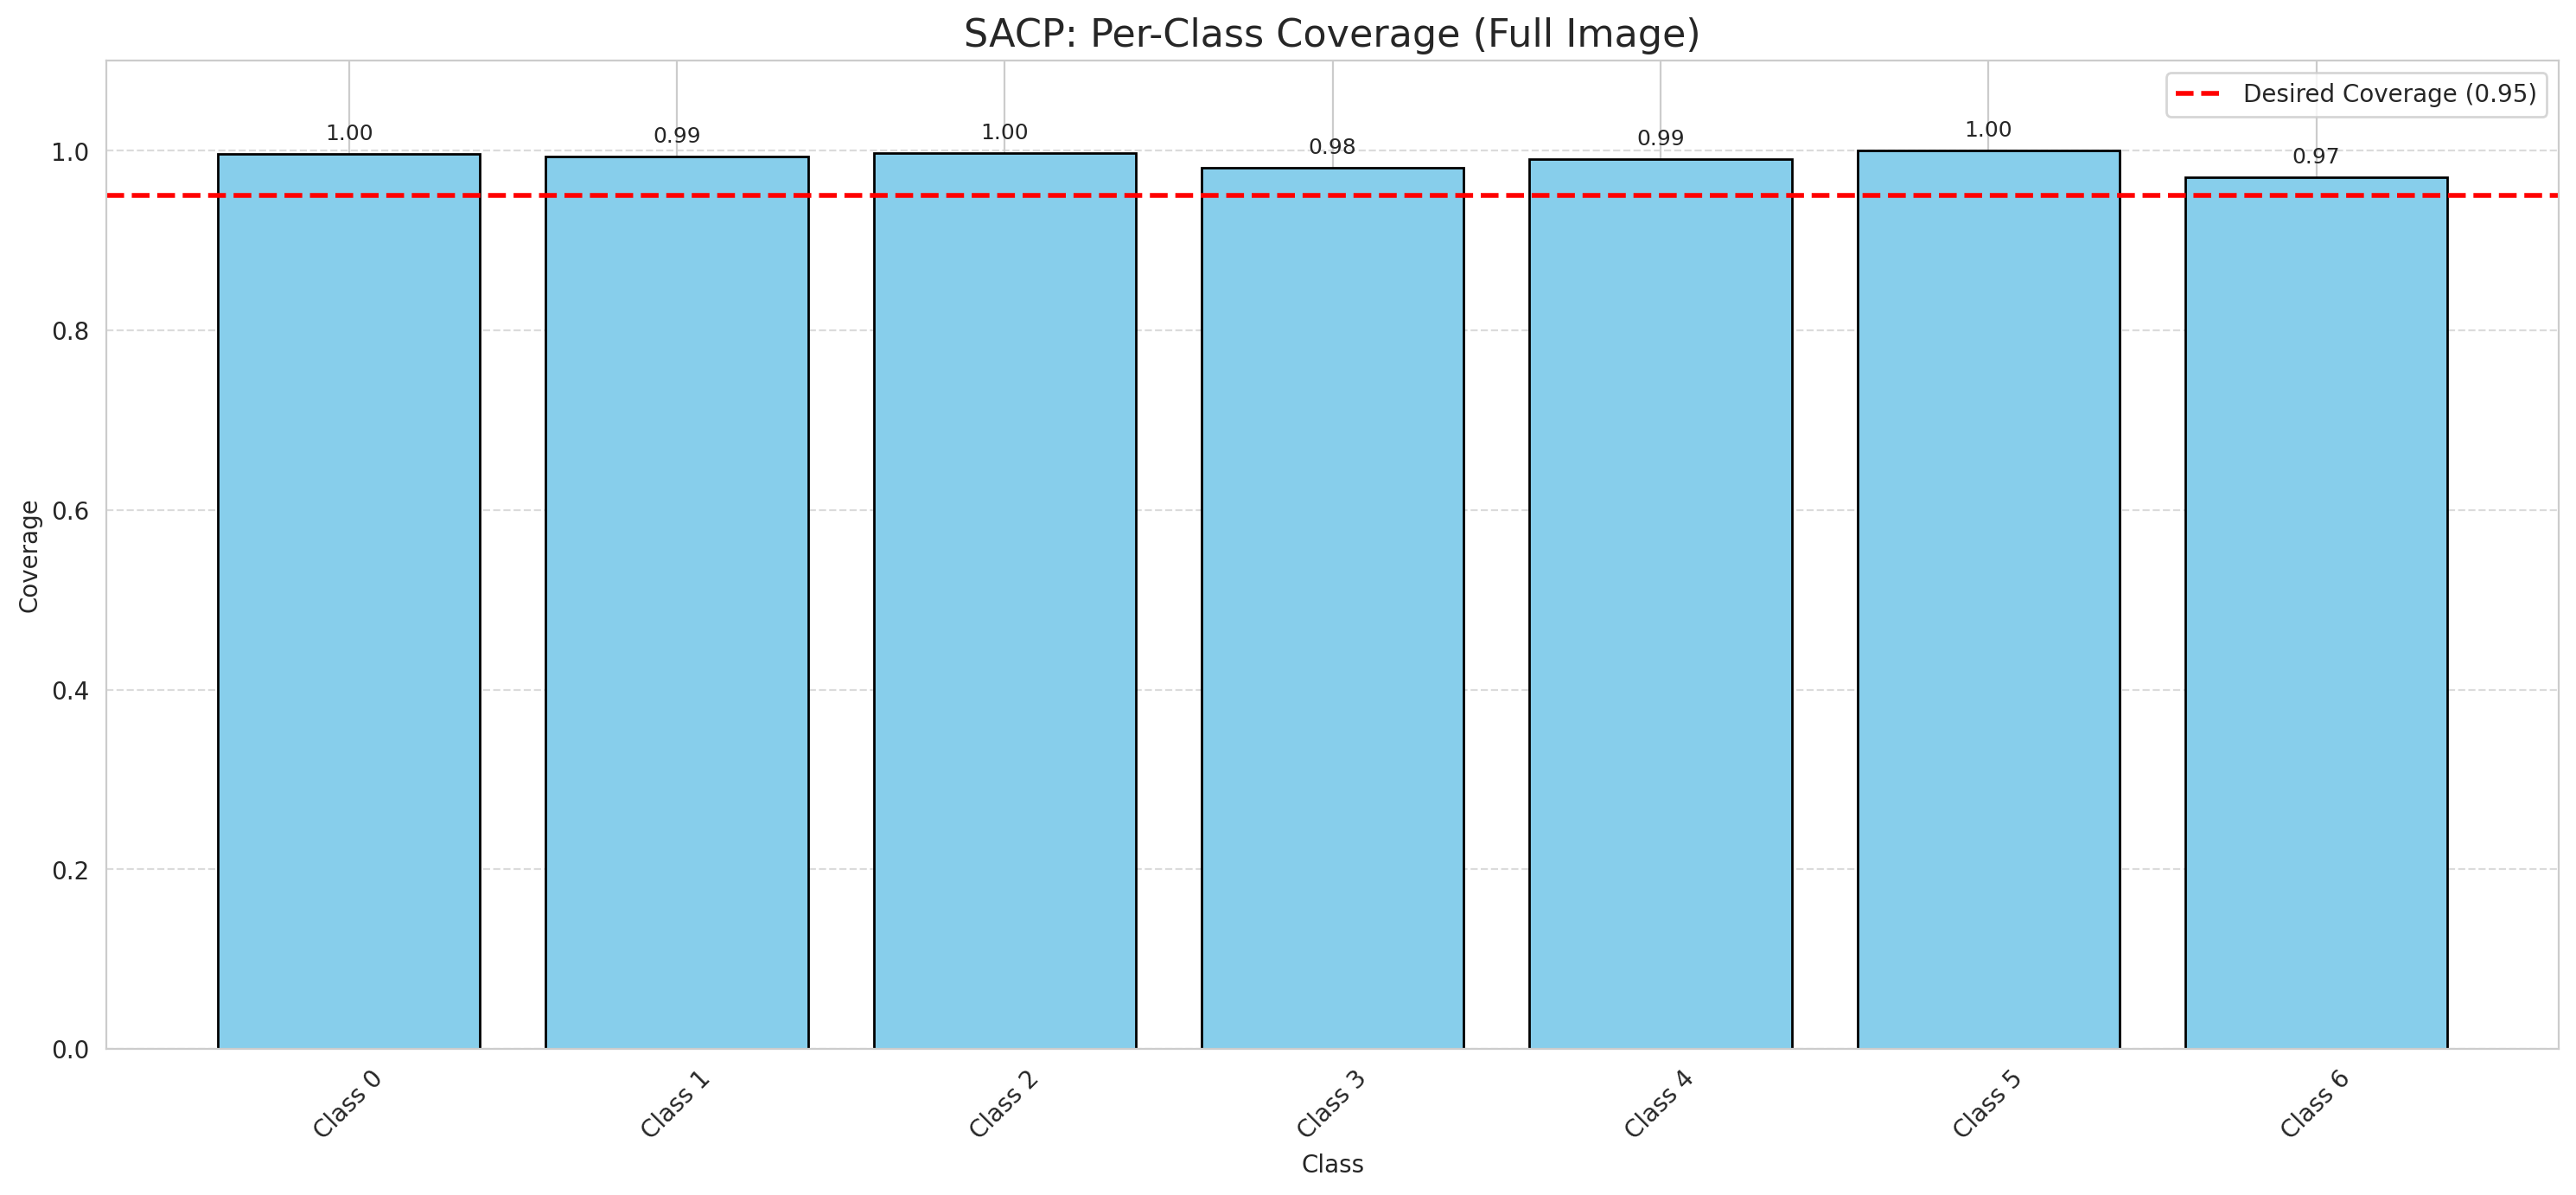 SACP: Per-Class Coverage (Full Image)
Desired Coverage (0.95)
1.00
0.99
1.00
0.98
0.99
1.00
0.97
1.0
0.8
0.6
0.4
0.2
0.0
Coverage
Class 0
Class 1
Class 2
Class 3
Class 4
Class 5
Class 6
Class